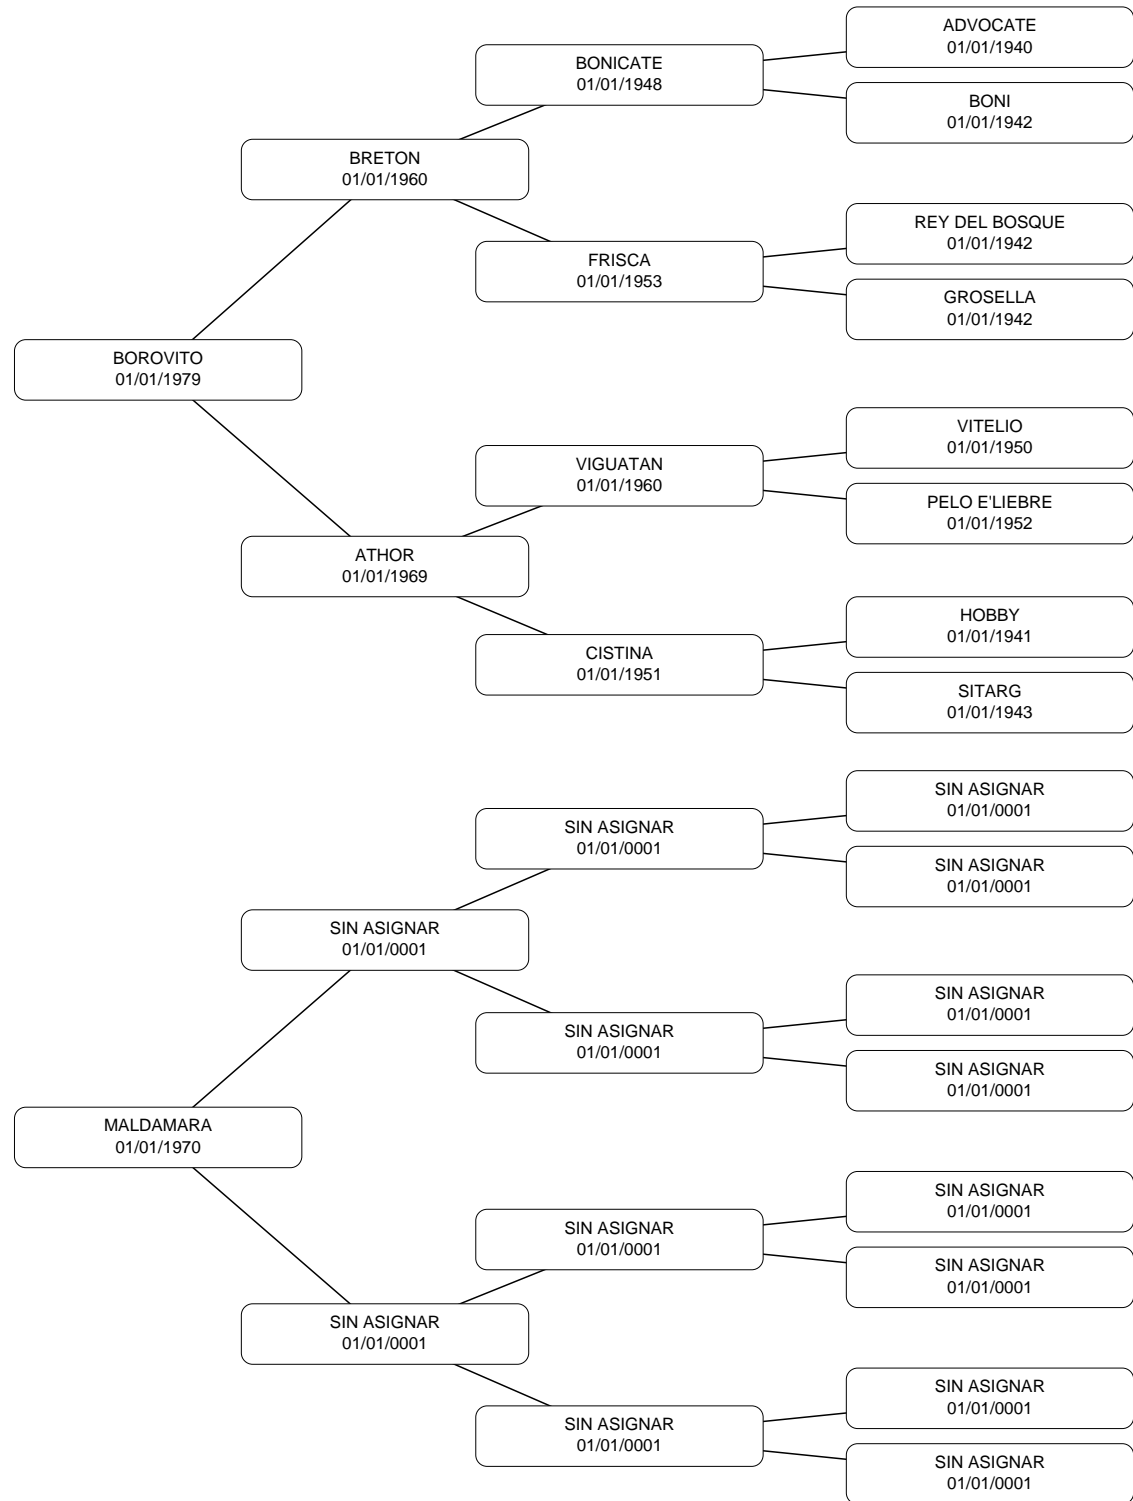 ADVOCATE
01/01/1940
BONICATE
01/01/1948
BONI
01/01/1942
BRETON
01/01/1960
REY DEL BOSQUE
01/01/1942
FRISCA
01/01/1953
GROSELLA
01/01/1942
BOROVITO
01/01/1979
VITELIO
01/01/1950
VIGUATAN
01/01/1960
PELO E'LIEBRE
01/01/1952
ATHOR
01/01/1969
HOBBY
01/01/1941
CISTINA
01/01/1951
SITARG
01/01/1943
SIN ASIGNAR
01/01/0001
SIN ASIGNAR
01/01/0001
SIN ASIGNAR
01/01/0001
SIN ASIGNAR
01/01/0001
SIN ASIGNAR
01/01/0001
SIN ASIGNAR
01/01/0001
SIN ASIGNAR
01/01/0001
MALDAMARA
01/01/1970
SIN ASIGNAR
01/01/0001
SIN ASIGNAR
01/01/0001
SIN ASIGNAR
01/01/0001
SIN ASIGNAR
01/01/0001
SIN ASIGNAR
01/01/0001
SIN ASIGNAR
01/01/0001
SIN ASIGNAR
01/01/0001